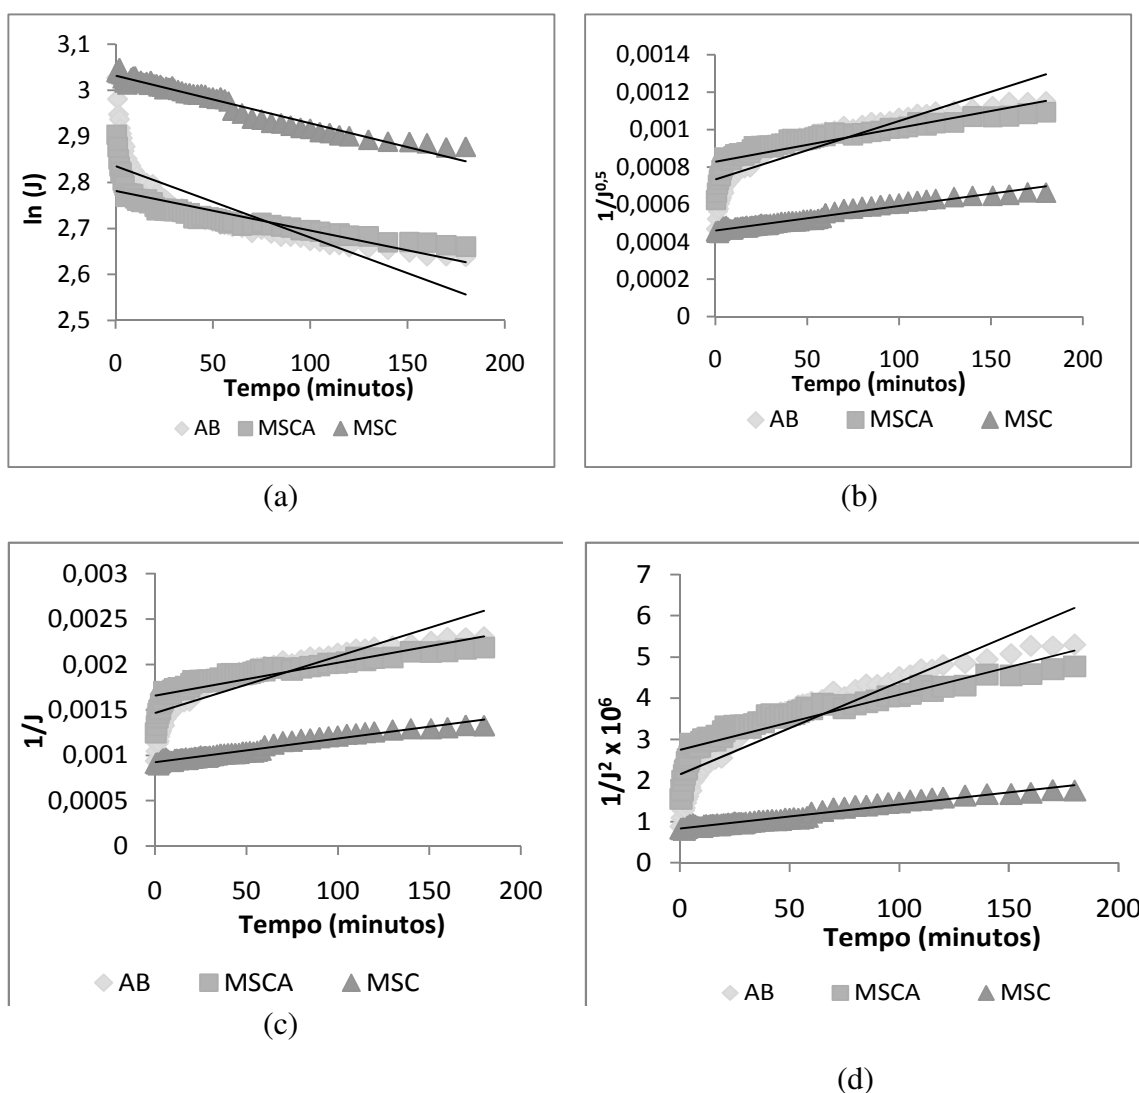 3,1
3
2,9
2,8
2,7
2,6
2,5
ln (J)
0 50 100 150 200
Tempo (minutos)
AB MSCA MSC
(a)
0,0014
0,0012
0,001
0,0008
0,0006
0,0004
0,0002
0
1/J^0,5
0 50 100 150 200
Tempo (minutos)
AB MSCA MSC
(b)
0,003
0,0025
0,002
0,0015
0,001
0,0005
0
1/J
0 50 100 150 200
Tempo (minutos)
AB MSCA MSC
(c)
7
6
5
4
3
2
1
0
1/J² x 10⁶
0 50 100 150 200
Tempo (minutos)
AB MSCA MSC
(d)